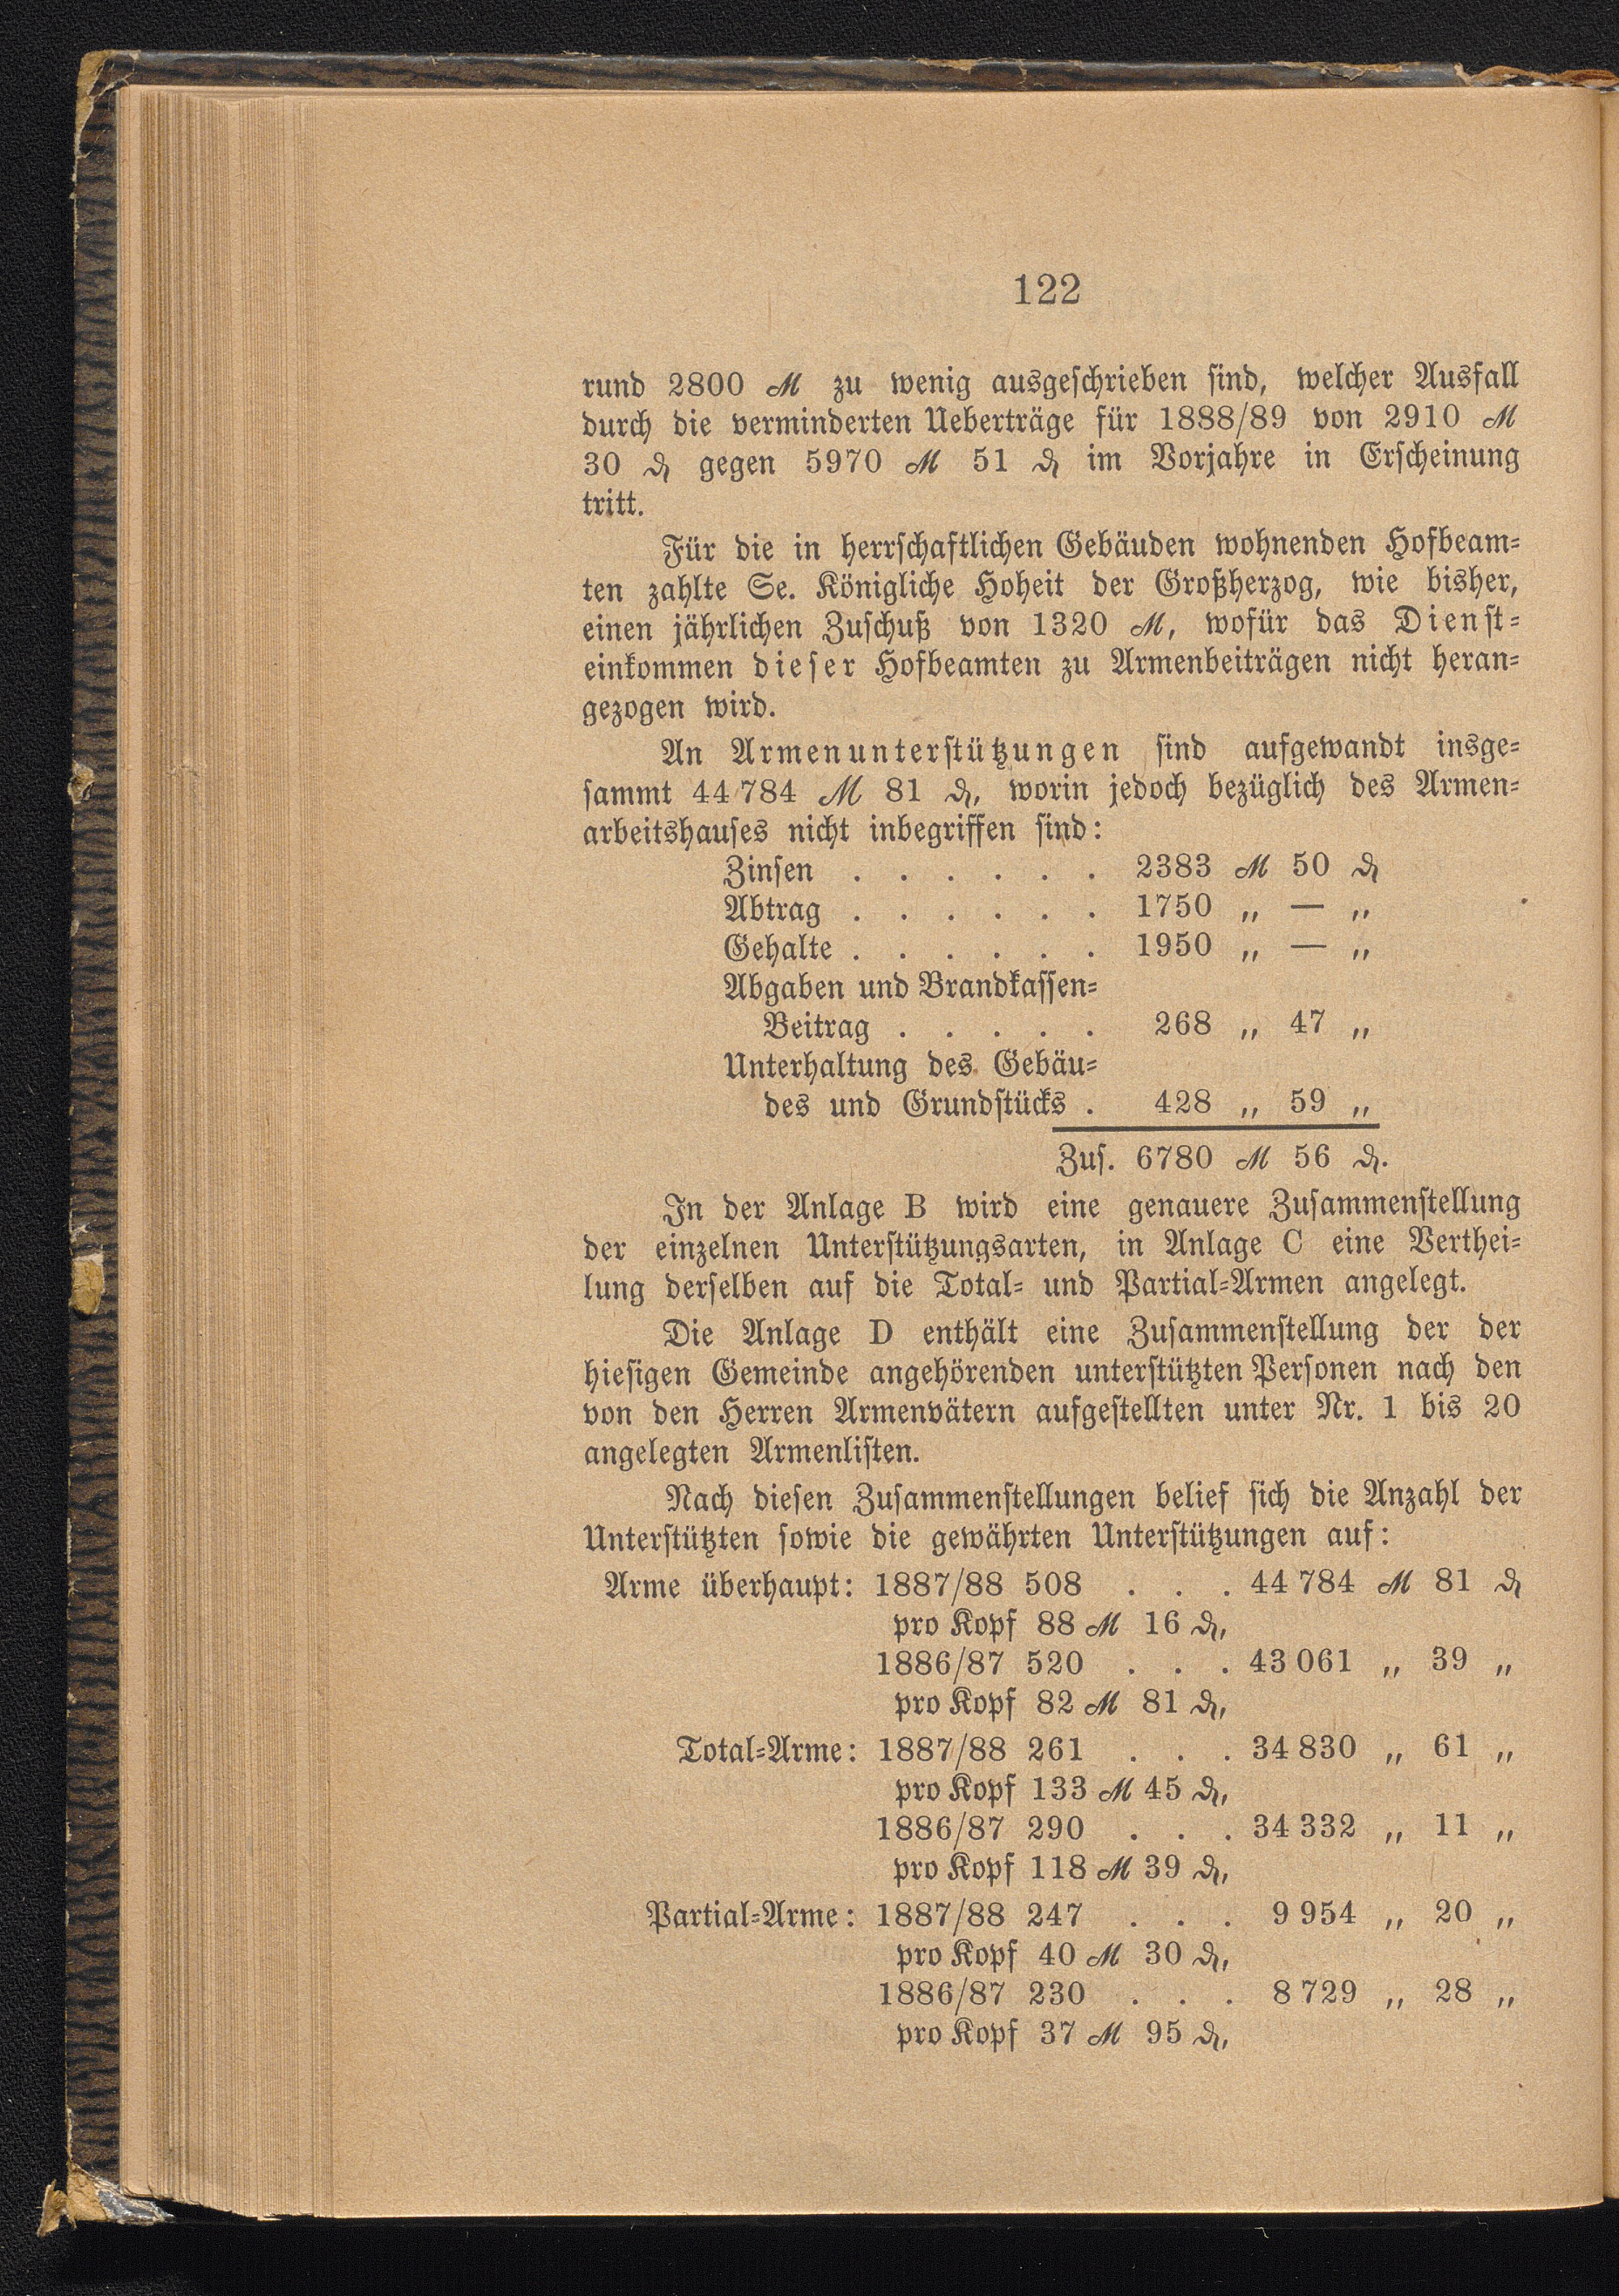 122
rund 2800 ℳ zu wenig ausgeschrieben sind, welcher Ausfall
durch die verminderten Ueberträge für 1888/89 von 2910 ℳ
30 ₰ gegen 5970 ℳ 51 ₰ im Vorjahre in Erscheinung
tritt.
Für die in herrschaftlichen Gebäuden wohnenden Hofbeam-
ten zahlte Se. Königliche Hoheit der Großherzog, wie bisher,
einen jährlichen Zuschuß von 1320 ℳ, wofür das Dienst-
einkommen dieser Hofbeamten zu Armenbeiträgen nicht heran-
gezogen wird.
An Armenunterstützungen sind aufgewandt insge-
sammt 44 784 ℳ 81 ₰, worin jedoch bezüglich des Armen-
arbeitshauses nicht inbegriffen sind:
Zinsen . . . . . . 2383 ℳ 50 ₰
Abtrag . . . . . . 1750 „ — „
Gehalte . . . . . . 1950 „ — „
Abgaben und Brandkassen-
Beitrag . . . . . 268 „ 47 „
Unterhaltung des Gebäu-
des und Grundstücks . 428 „ 59 „
Zus. 6780 ℳ 56 ₰.
In der Anlage B wird eine genauere Zusammenstellung
der einzelnen Unterstützungsarten, in Anlage C eine Verthei-
lung derselben auf die Total- und Partial-Armen angelegt.
Die Anlage D enthält eine Zusammenstellung der der
hiesigen Gemeinde angehörenden unterstützten Personen nach den
von den Herren Armenvätern aufgestellten unter Nr. 1 bis 20
angelegten Armenlisten.
Nach diesen Zusammenstellungen belief sich die Anzahl der
Unterstützten sowie die gewährten Unterstützungen auf:
Arme überhaupt: 1887/88 508 . . . 44 784 ℳ 81 ₰
pro Kopf 88 ℳ 16 ₰,
1886/87 520 . . . 43 061 „ 39 „
pro Kopf 82 ℳ 81 ₰,
Total-Arme: 1887/88 261 . . . 34 830 „ 61 „
pro Kopf 133 ℳ 45 ₰,
1886/87 290 . . . 34 332 „ 11 „
pro Kopf 118 ℳ 39 ₰,
Partial-Arme: 1887/88 247 . . . 9 954 „ 20 „
pro Kopf 40 ℳ 30 ₰,
1886/87 230 . . . 8 729 „ 28 „
pro Kopf 37 ℳ 95 ₰,